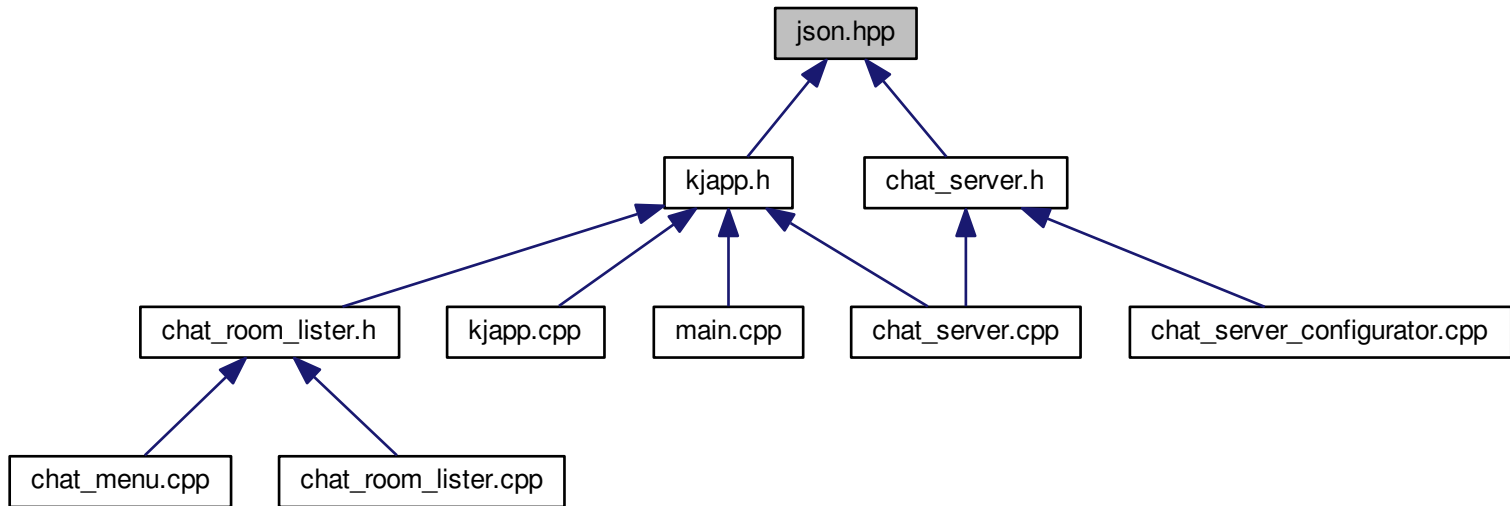 json.hpp
kjapp.h
chat_server.h
chat_room_lister.h
kjapp.cpp
main.cpp
chat_server.cpp
chat_server_configurator.cpp
chat_menu.cpp
chat_room_lister.cpp